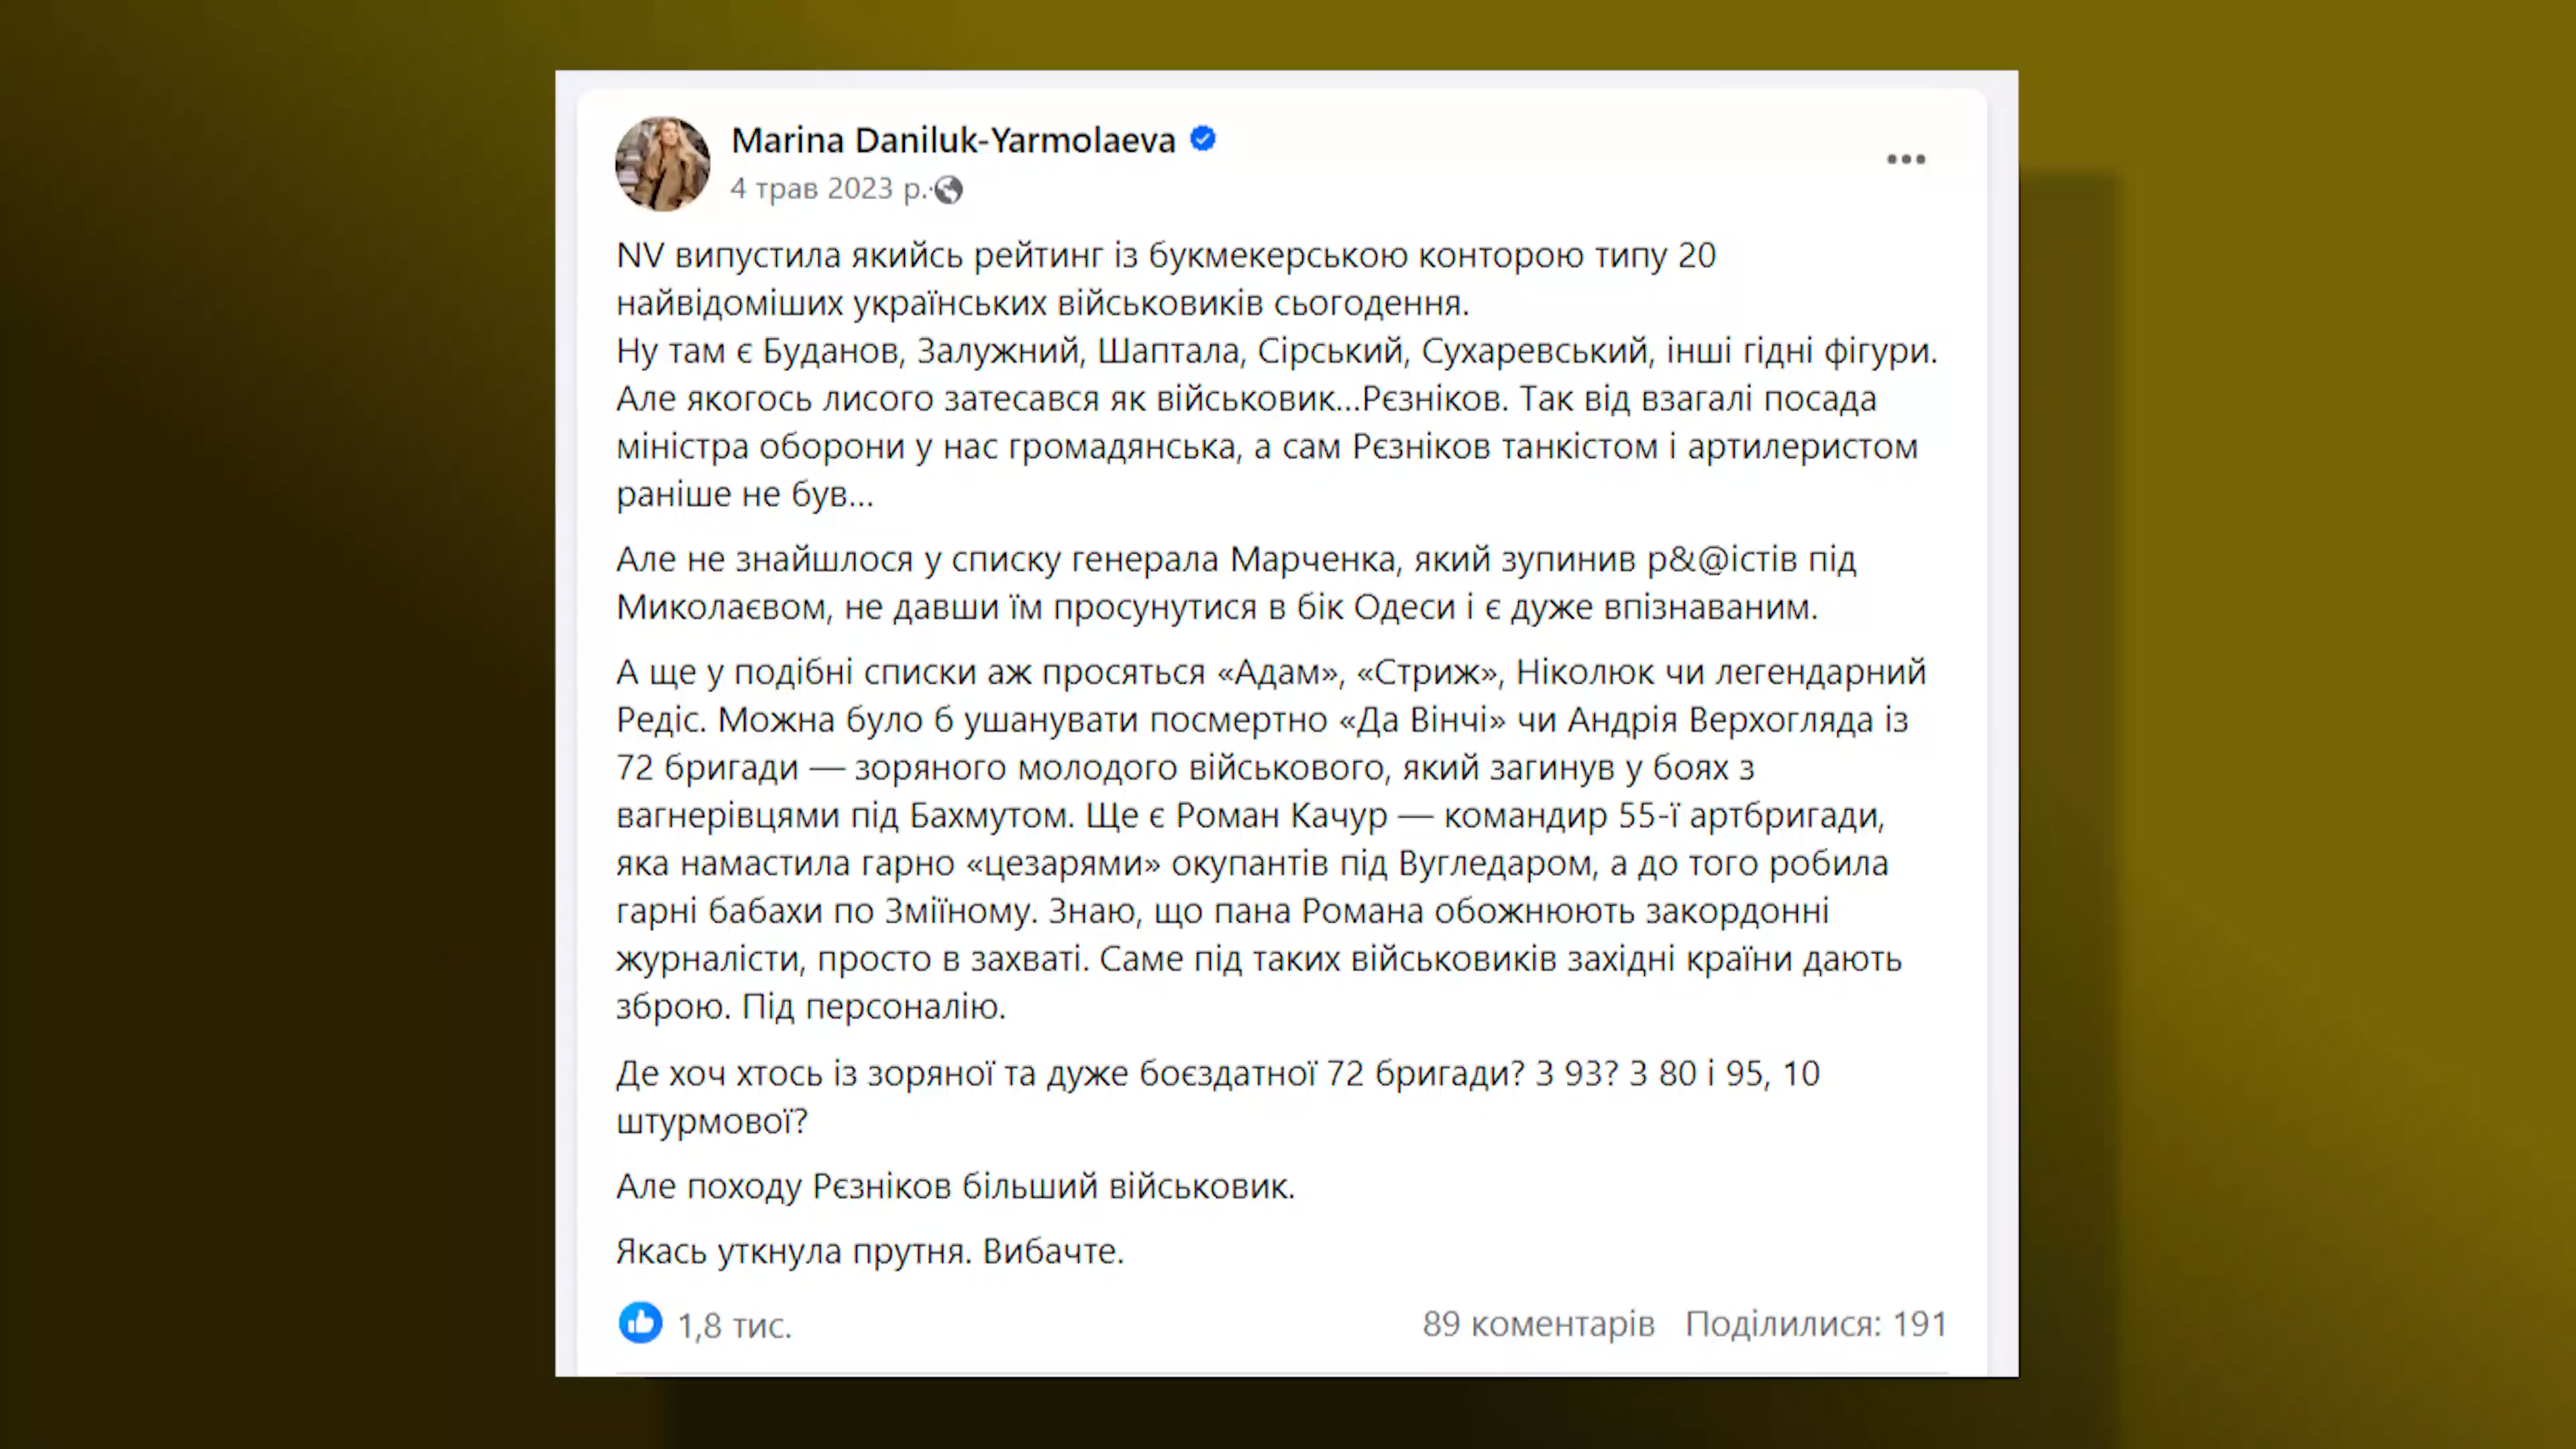 Marina Daniluk-Yarmolaeva
4 трав 2023 р.·
NV випустила якийсь рейтинг із букмекерською конторою типу 20
найвідоміших українських військовиків сьогодення.
Ну там є Буданов, Залужний, Шаптала, Сірський, Сухаревський, інші гідні фігури.
Але якогось лисого затесався як військовик...Рєзніков. Так від взагалі посада
міністра оборони у нас громадянська, а сам Рєзніков танкістом і артилеристом
раніше не був...
Але не знайшлося у списку генерала Марченка, який зупинив р&@істів під
Миколаєвом, не давши їм просунутися в бік Одеси і є дуже впізнаваним.
А ще у подібні списки аж просяться «Адам», «Стриж», Ніколюк чи легендарний
Редіс. Можна було б ушанувати посмертно «Да Вінчі» чи Андрія Верхогляда із
72 бригади — зоряного молодого військового, який загинув у боях з
вагнерівцями під Бахмутом. Ще є Роман Качур — командир 55-ї артбригади,
яка намастила гарно «цезарями» окупантів під Вугледаром, а до того робила
гарні бабахи по Зміїному. Знаю, що пана Романа обожнюють закордонні
журналісти, просто в захваті. Саме під таких військовиків західні країни дають
зброю. Під персоналію.
Де хоч хтось із зоряної та дуже боєздатної 72 бригади? З 93? З 80 і 95, 10
штурмової?
Але походу Рєзніков більший військовик.
Якась уткнула прутня. Вибачте.
1,8 тис. 89 коментарів Поділилися: 191